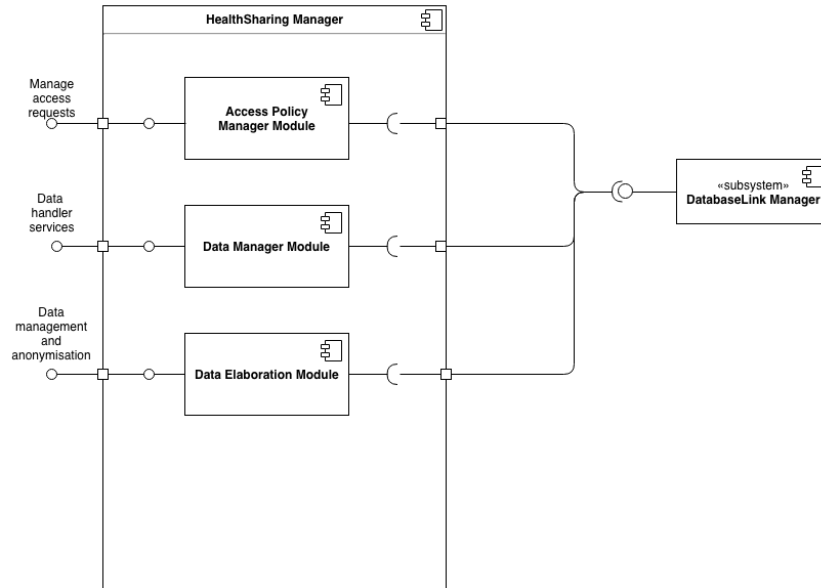 HealthSharing Manager
Manage
access
requests
Access Policy
Manager Module
«subsystem»
DatabaseLink Manager
Data
handler
services
Data Manager Module
Data
management
and
anonymisation
Data Elaboration Module